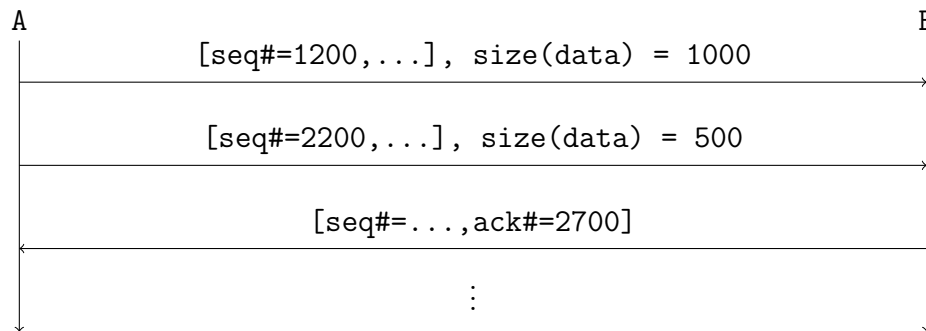 A B
[seq#=1200,...], size(data) = 1000
[seq#=2200,...], size(data) = 500
[seq#=...,ack#=2700]
⋮